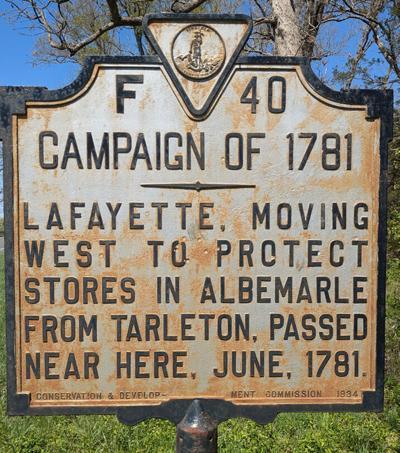 F 40
CAMPAIGN OF 1781
LAFAYETTE, MOVING
WEST TO PROTECT
STORES IN ALBEMARLE
FROM TARLETON, PASSED
NEAR HERE, JUNE, 1781.
CONSERVATION & DEVELOP- MENT COMMISSION 1934